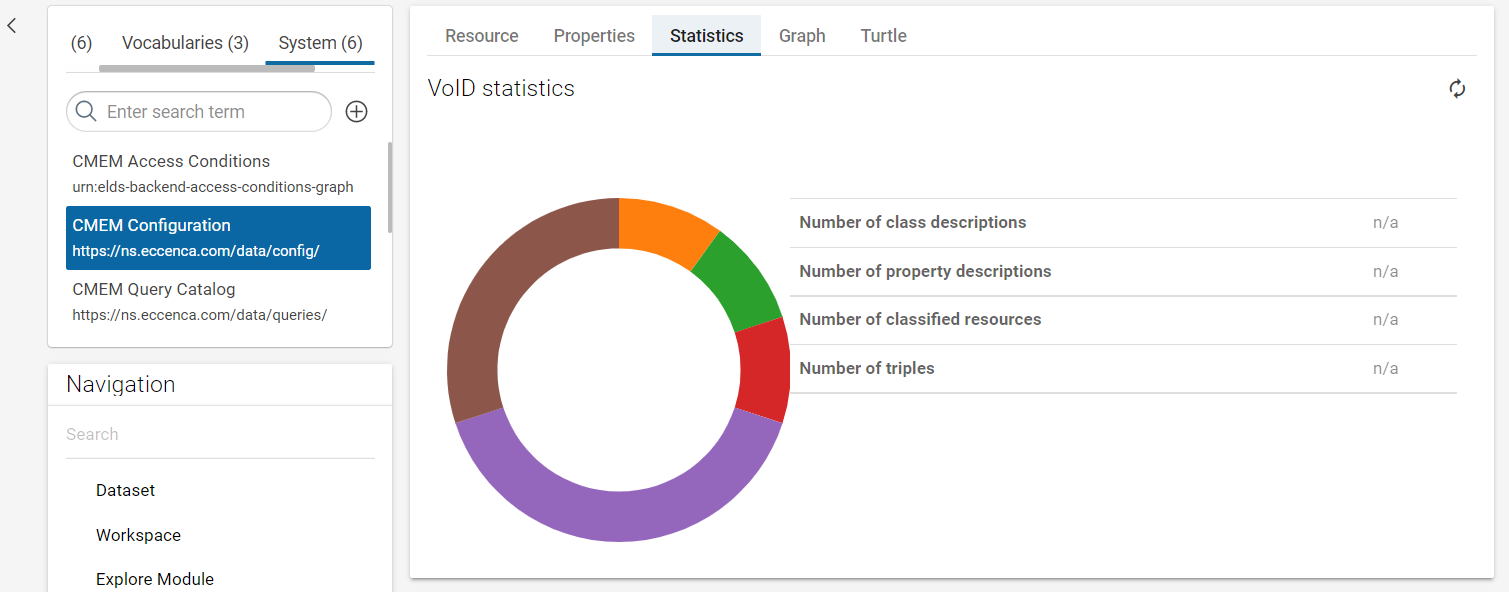 (6) Vocabularies (3) System (6)
Enter search term
CMEM Access Conditions
urn:elds-backend-access-conditions-graph
CMEM Configuration
https://ns.eccenca.com/data/config/
CMEM Query Catalog
https://ns.eccenca.com/data/queries/
Navigation
Search
Dataset
Workspace
Explore Module
Resource Properties Statistics Graph Turtle
VoID statistics
Number of class descriptions n/a
Number of property descriptions n/a
Number of classified resources n/a
Number of triples n/a